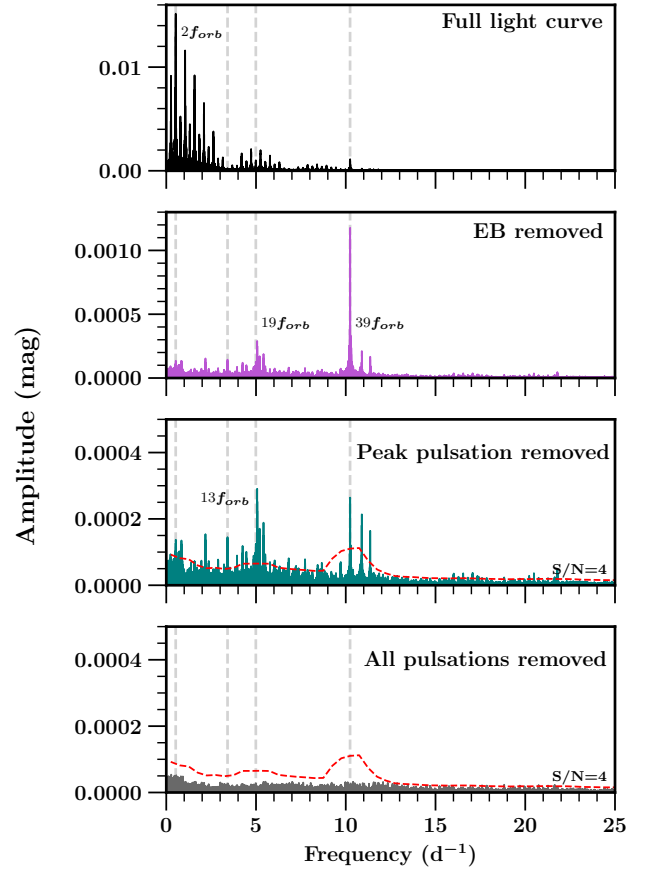 Full light curve
2f_orb
0.01
0.00
EB removed
0.0010
0.0005
0.0000
19f_orb
39f_orb
Peak pulsation removed
0.0004
0.0002
0.0000
13f_orb
S/N=4
All pulsations removed
0.0004
0.0002
0.0000
S/N=4
0 5 10 15 20 25
Frequency (d⁻¹)
Amplitude (mag)